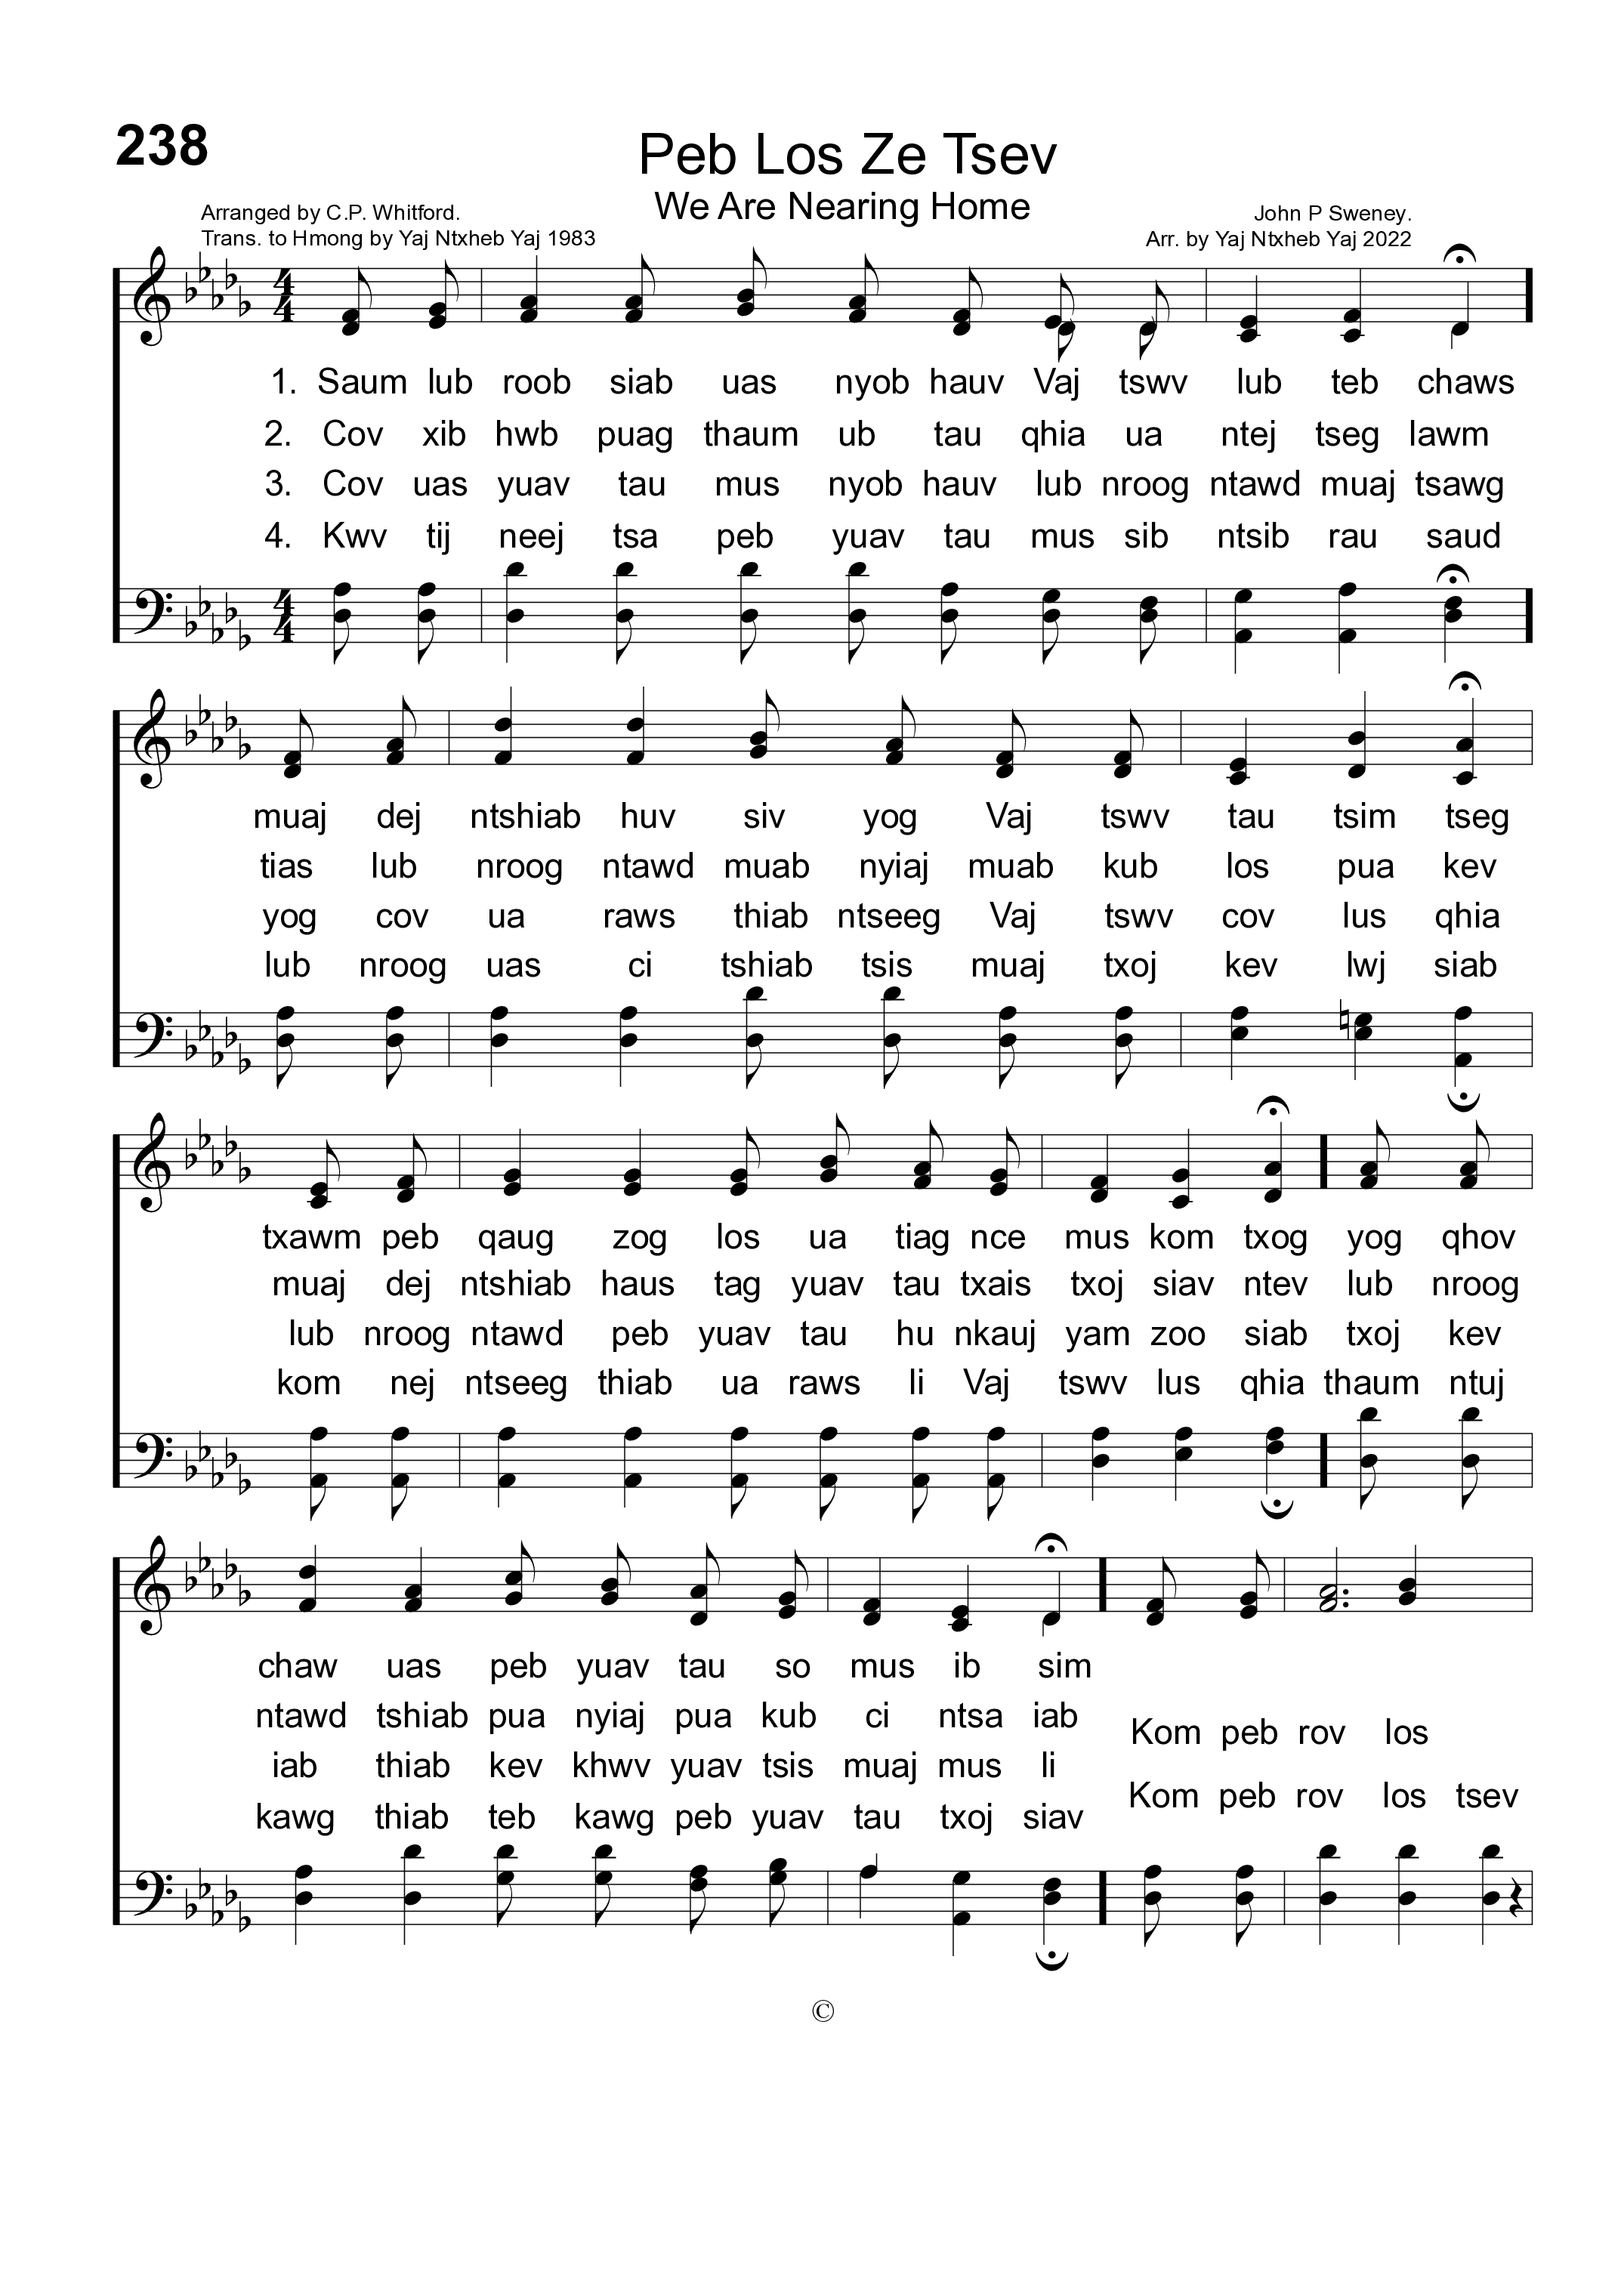 238
Peb Los Ze Tsev
We Are Nearing Home
Arranged by C.P. Whitford.
Trans. to Hmong by Yaj Ntxheb Yaj 1983
John P Sweney.
Arr. by Yaj Ntxheb Yaj 2022
1. Saum lub roob siab uas nyob hauv Vaj tswv lub teb chaws
2. Cov xib hwb puag thaum ub tau qhia ua ntej tseg lawm
3. Cov uas yuav tau mus nyob hauv lub nroog ntawd muaj tsawg
4. Kwv tij neej tsa peb yuav tau mus sib ntsib rau saud
muaj dej ntshiab huv siv yog Vaj tswv tau tsim tseg
tias lub nroog ntawd muab nyiaj muab kub los pua kev
yog cov ua raws thiab ntseeg Vaj tswv cov lus qhia
lub nroog uas ci tshiab tsis muaj txoj kev lwj siab
txawm peb qaug zog los ua tiag nce mus kom txog yog qhov
muaj dej ntshiab haus tag yuav tau txais txoj siav ntev lub nroog
lub nroog ntawd peb yuav tau hu nkauj yam zoo siab txoj kev
kom nej ntseeg thiab ua raws li Vaj tswv lus qhia thaum ntuj
chaw uas peb yuav tau so mus ib sim
ntawd tshiab pua nyiaj pua kub ci ntsa iab
iab thiab kev khwv yuav tsis muaj mus li
kawg thiab teb kawg peb yuav tau txoj siav
Kom peb rov los
Kom peb rov los tsev
©